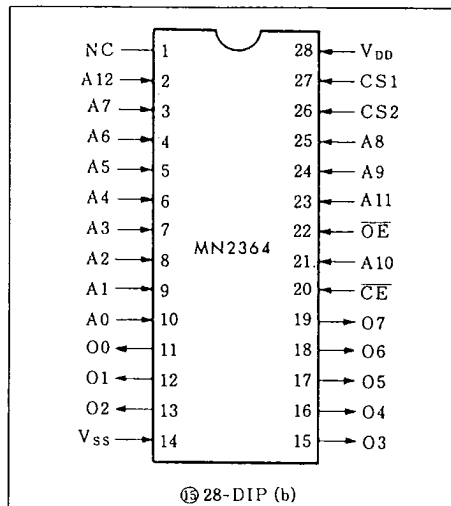 NC 1 28 VDD
A12 2 27 CS1
A7 3 26 CS2
A6 4 25 A8
A5 5 24 A9
A4 6 23 A11
A3 7 22 O̅E̅
A2 8 MN2364 21 A10
A1 9 20 C̅E̅
A0 10 19 O7
O0 11 18 O6
O1 12 17 O5
O2 13 16 O4
VSS 14 15 O3
⑮ 28-DIP (b)